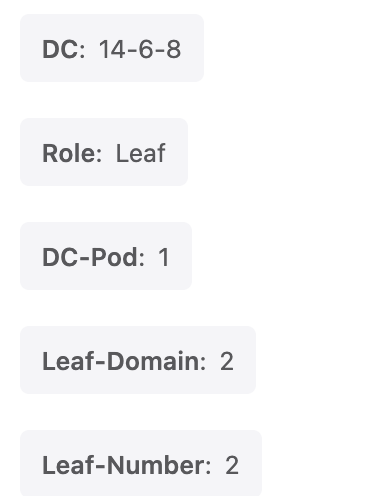 DC: 14-6-8
Role: Leaf
DC-Pod: 1
Leaf-Domain: 2
Leaf-Number: 2